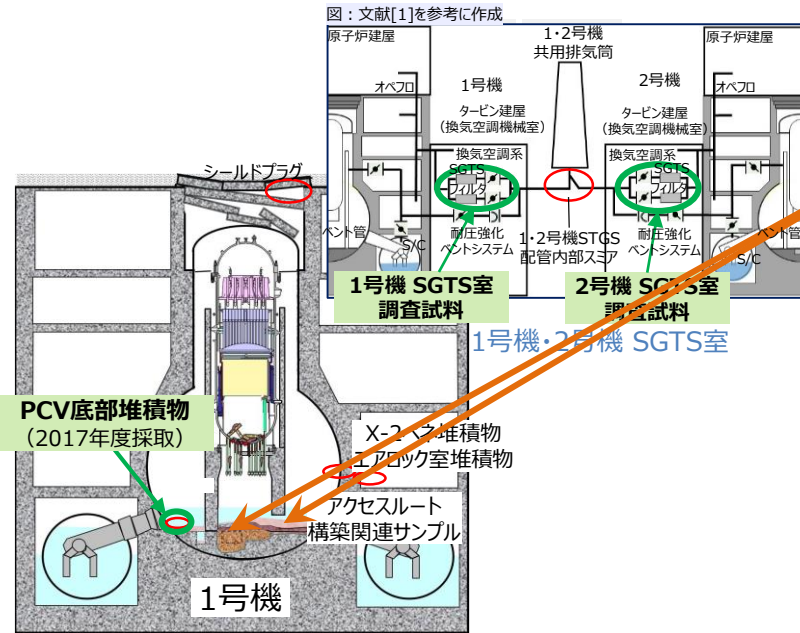 図：文献[1]を参考に作成
原子炉建屋
オペフロ
1号機
タービン建屋
（換気空調機械室）
換気空調系
SGTS
フィルタ
耐圧強化
ベントシステム
ベント管
S/C
1・2号機
共用排気筒
1・2号機STGS
配管内部スミア
2号機
タービン建屋
（換気空調機械室）
換気空調系
SGTS
フィルタ
耐圧強化
ベントシステム
原子炉建屋
オペフロ
ベント管
S/C
1号機 SGTS室
調査試料
2号機 SGTS室
調査試料
1号機・2号機 SGTS室
シールドプラグ
PCV底部堆積物
（2017年度採取）
X-2ペネ堆積物
エアロック室堆積物
アクセスルート
構築関連サンプル
1号機